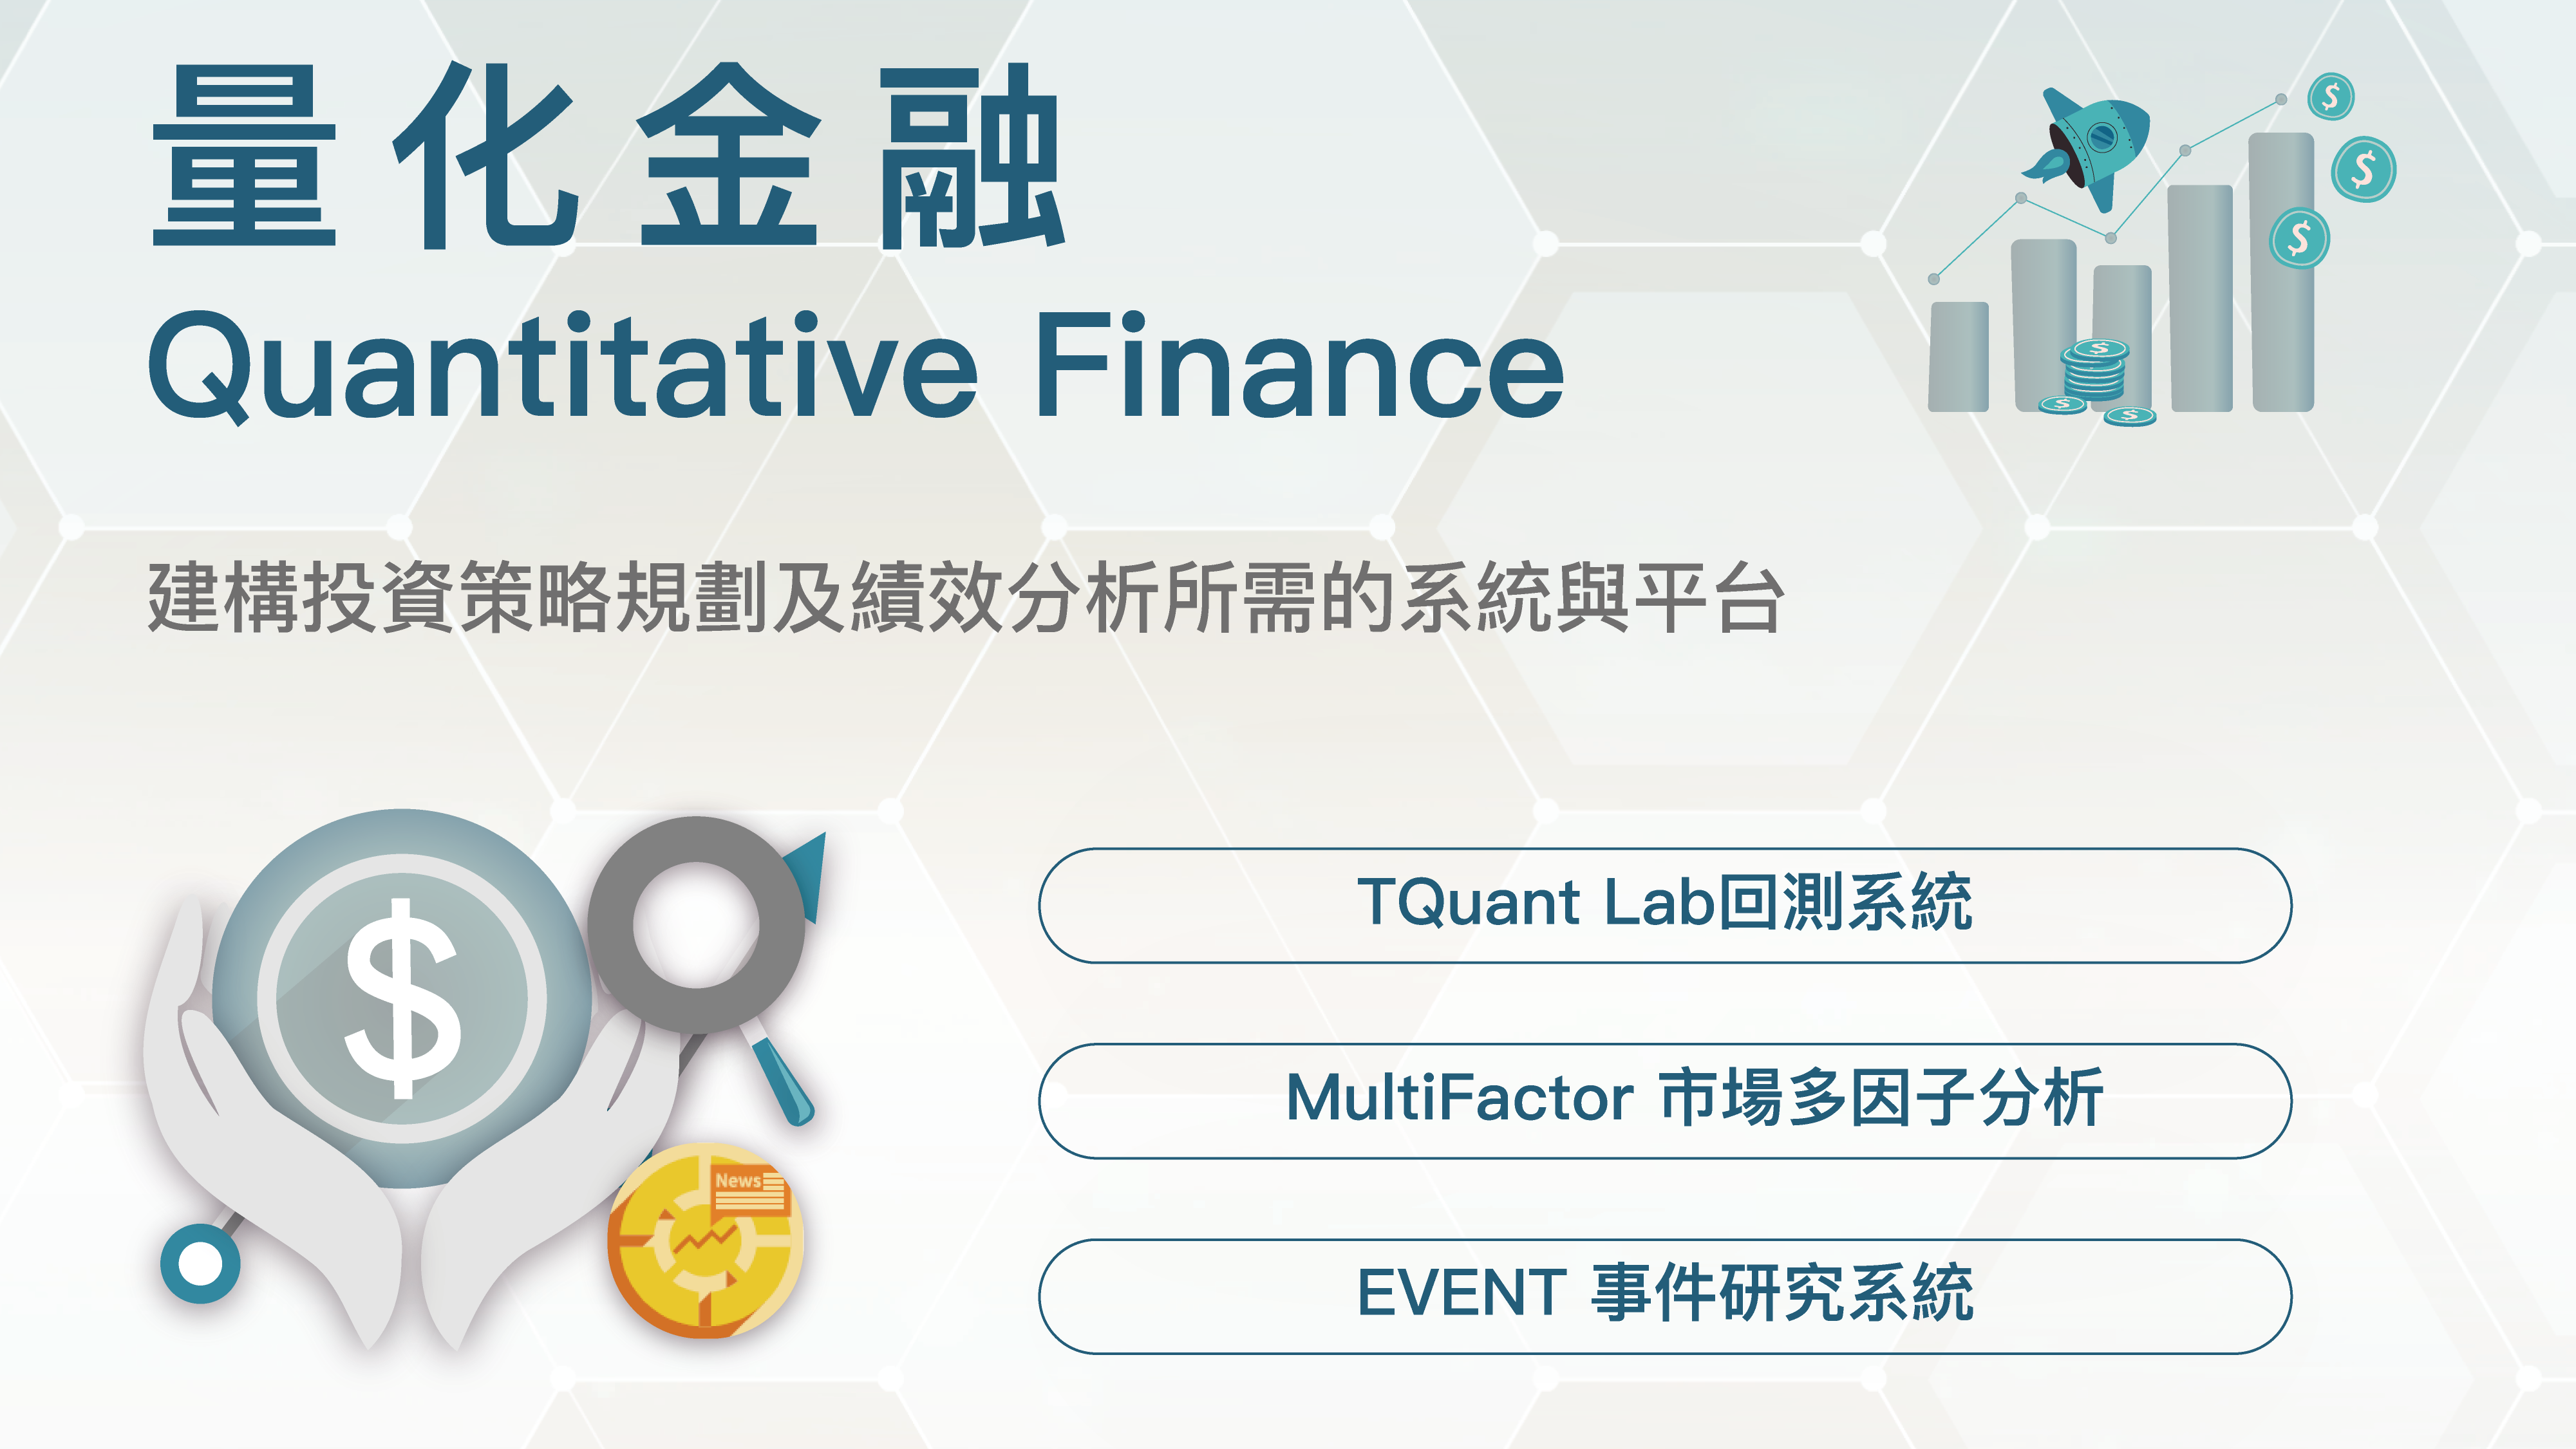 量化金融
Quantitative Finance
建構投資策略規劃及績效分析所需的系統與平台
TQuant Lab回測系統
MultiFactor 市場多因子分析
News
EVENT 事件研究系統